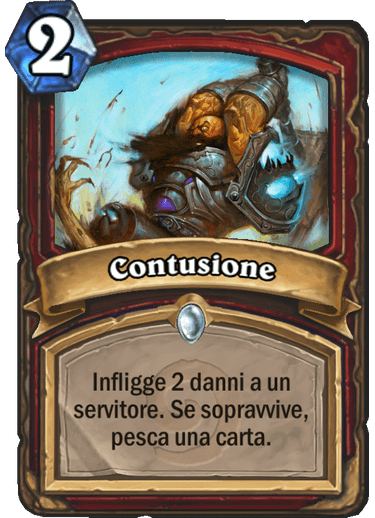 2
Contusione
Infligge 2 danni a un
servitore. Se sopravvive,
pesca una carta.